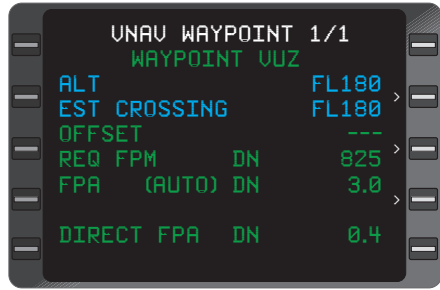 VNAV WAYPOINT 1/1
WAYPOINT VUZ
ALT FL180
EST CROSSING FL180 >
OFFSET ---
REQ FPM DN 825 >
FPA (AUTO) DN 3.0
>
DIRECT FPA DN 0.4